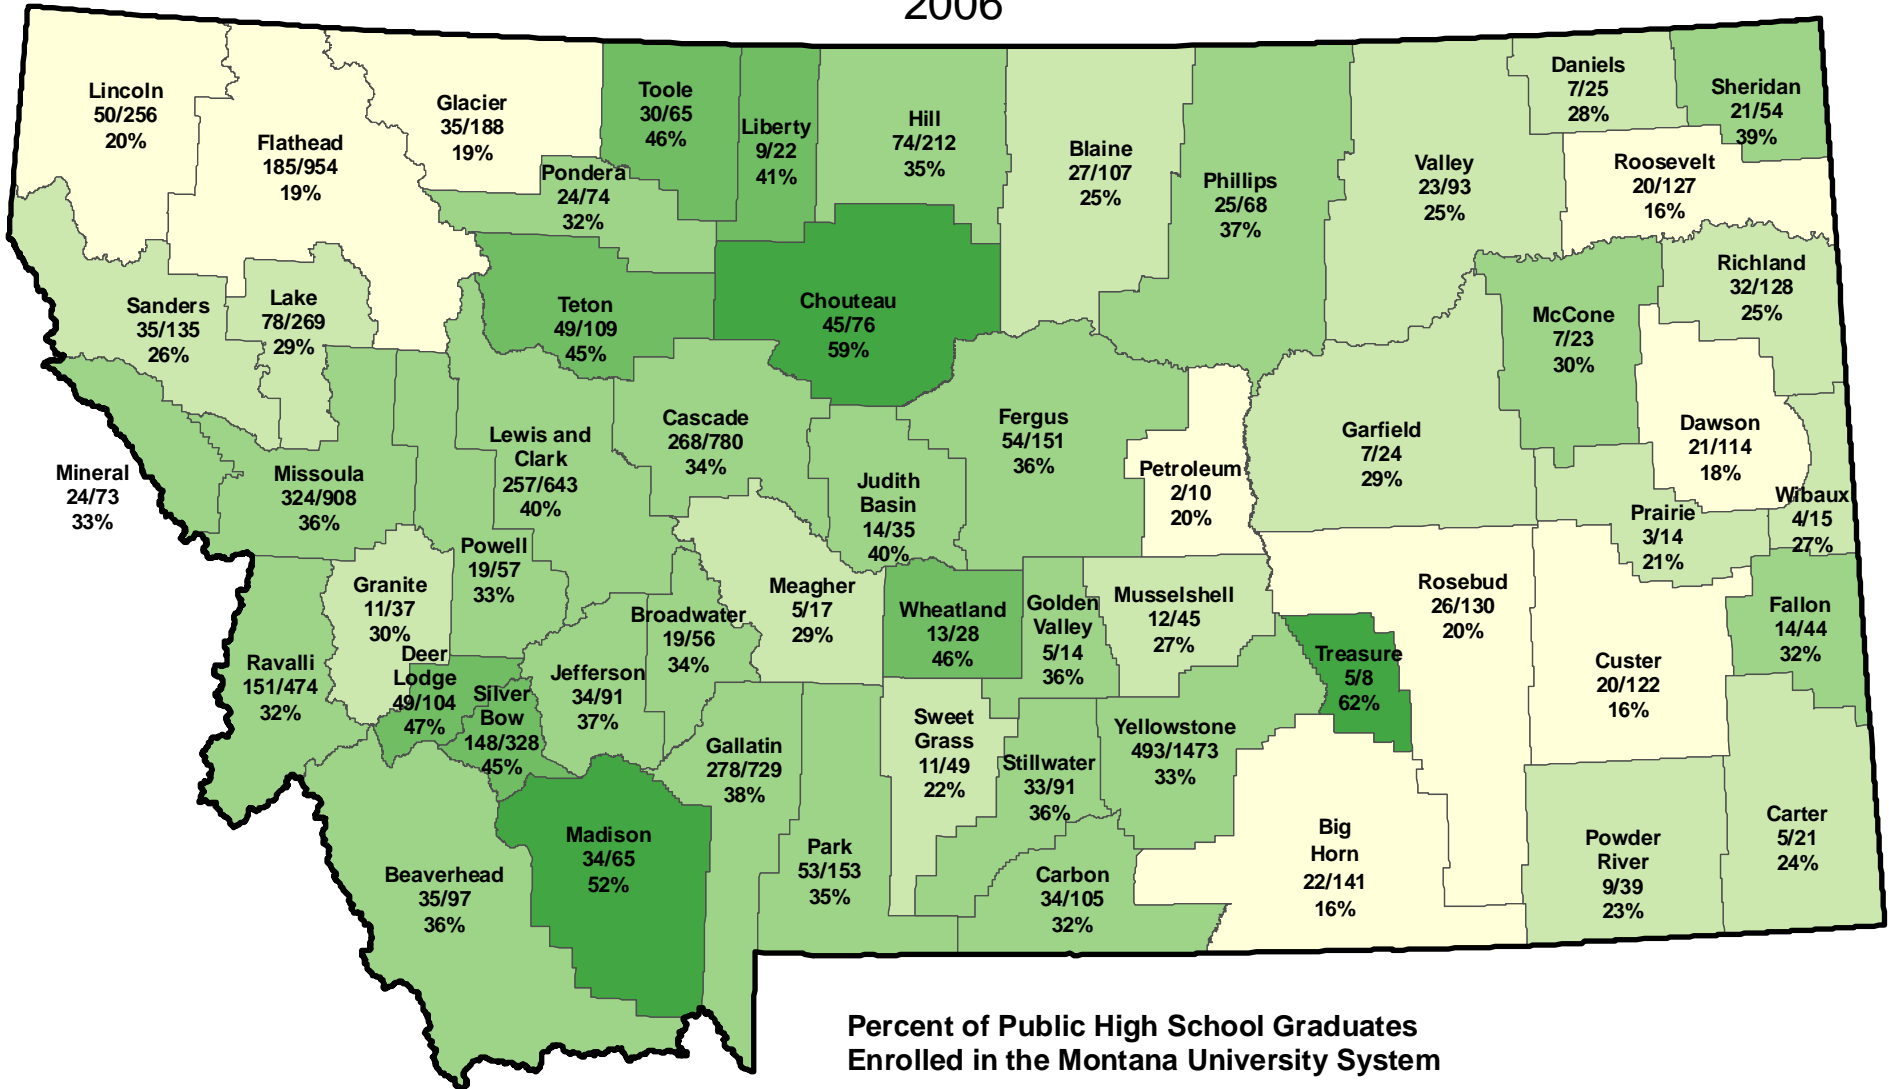 2006
Lincoln
50/256
20%
Flathead
185/954
19%
Glacier
35/188
19%
Toole
30/65
46%
Liberty
9/22
41%
Hill
74/212
35%
Blaine
27/107
25%
Phillips
25/68
37%
Valley
23/93
25%
Daniels
7/25
28%
Sheridan
21/54
39%
Roosevelt
20/127
16%
Pondera
24/74
32%
Sanders
35/135
26%
Lake
78/269
29%
Teton
49/109
45%
Chouteau
45/76
59%
McCone
7/23
30%
Richland
32/128
25%
Mineral
24/73
33%
Missoula
324/908
36%
Lewis and
Clark
257/643
40%
Cascade
268/780
34%
Judith
Basin
14/35
40%
Fergus
54/151
36%
Petroleum
2/10
20%
Garfield
7/24
29%
Dawson
21/114
18%
Wibaux
4/15
27%
Prairie
3/14
21%
Powell
19/57
33%
Granite
11/37
30%
Ravalli
151/474
32%
Deer
Lodge
49/104
47%
Silver
Bow
148/328
45%
Jefferson
34/91
37%
Broadwater
19/56
34%
Meagher
5/17
29%
Wheatland
13/28
46%
Golden
Valley
5/14
36%
Musselshell
12/45
27%
Treasure
5/8
62%
Rosebud
26/130
20%
Custer
20/122
16%
Fallon
14/44
32%
Beaverhead
35/97
36%
Madison
34/65
52%
Gallatin
278/729
38%
Park
53/153
35%
Sweet
Grass
11/49
22%
Stillwater
33/91
36%
Yellowstone
493/1473
33%
Carbon
34/105
32%
Big
Horn
22/141
16%
Powder
River
9/39
23%
Carter
5/21
24%
Percent of Public High School Graduates
Enrolled in the Montana University System